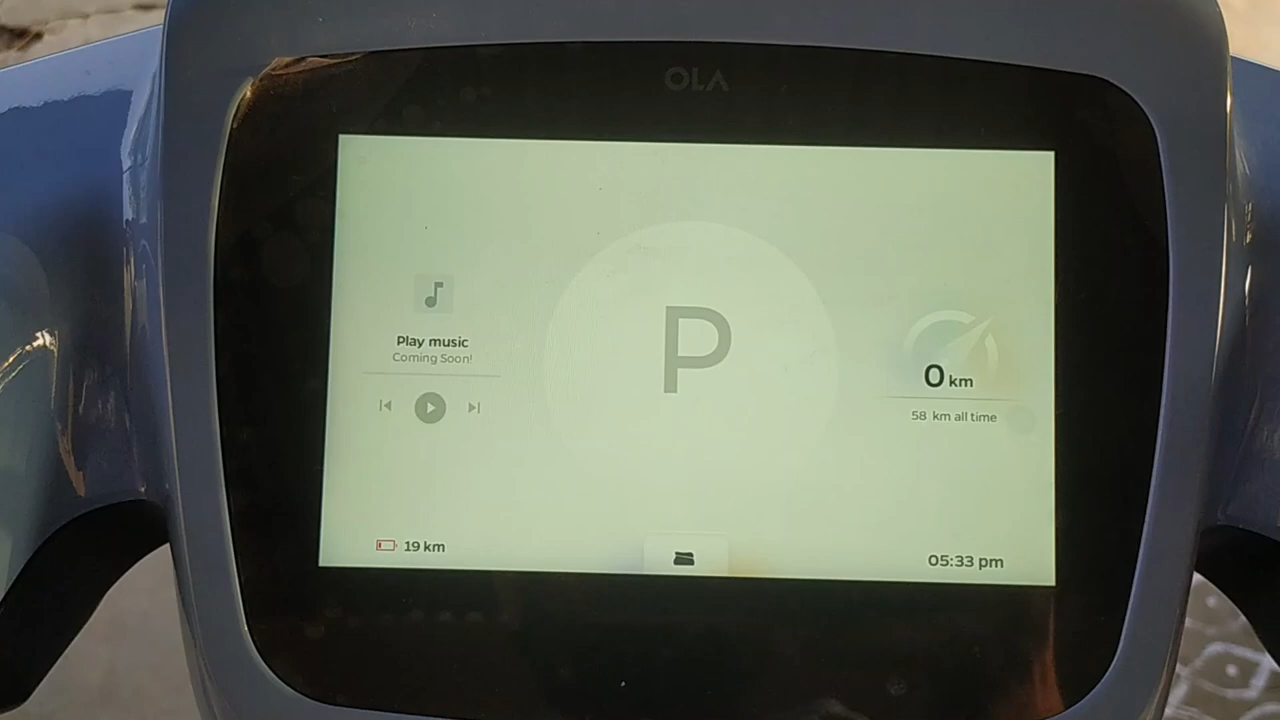 OLA
P
Play music
Coming Soon!
0 km
58 km all time
19 km
05:33 pm